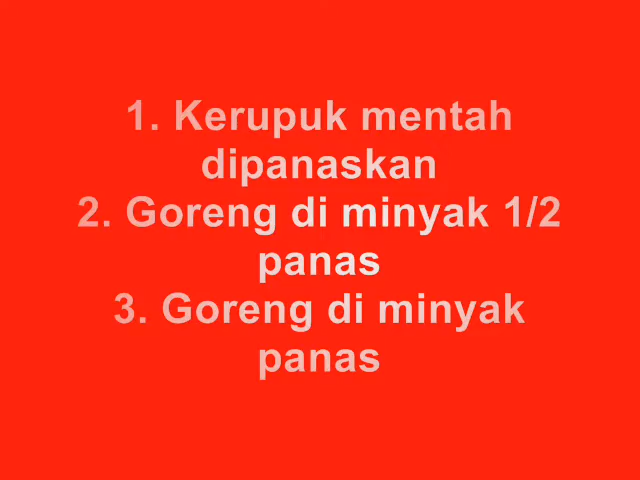 1. Kerupuk mentah
dipanaskan
2. Goreng di minyak 1/2
panas
3. Goreng di minyak
panas